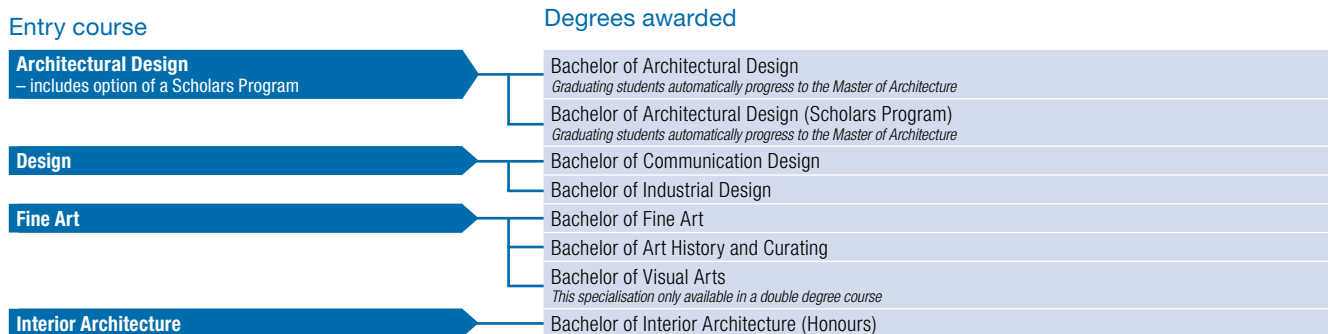 Entry course
Degrees awarded
Architectural Design
– includes option of a Scholars Program
Bachelor of Architectural Design
Graduating students automatically progress to the Master of Architecture
Bachelor of Architectural Design (Scholars Program)
Graduating students automatically progress to the Master of Architecture
Design
Bachelor of Communication Design
Bachelor of Industrial Design
Fine Art
Bachelor of Fine Art
Bachelor of Art History and Curating
Bachelor of Visual Arts
This specialisation only available in a double degree course
Interior Architecture
Bachelor of Interior Architecture (Honours)